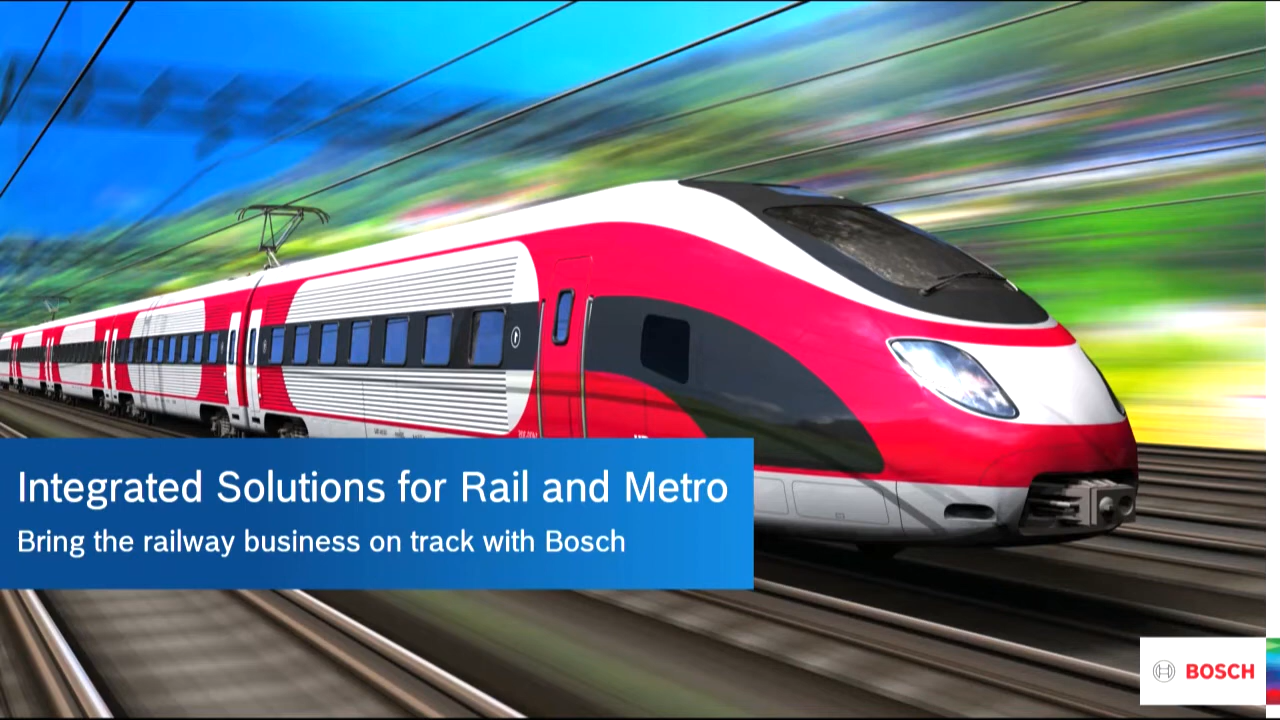 Integrated Solutions for Rail and Metro
Bring the railway business on track with Bosch
BOSCH